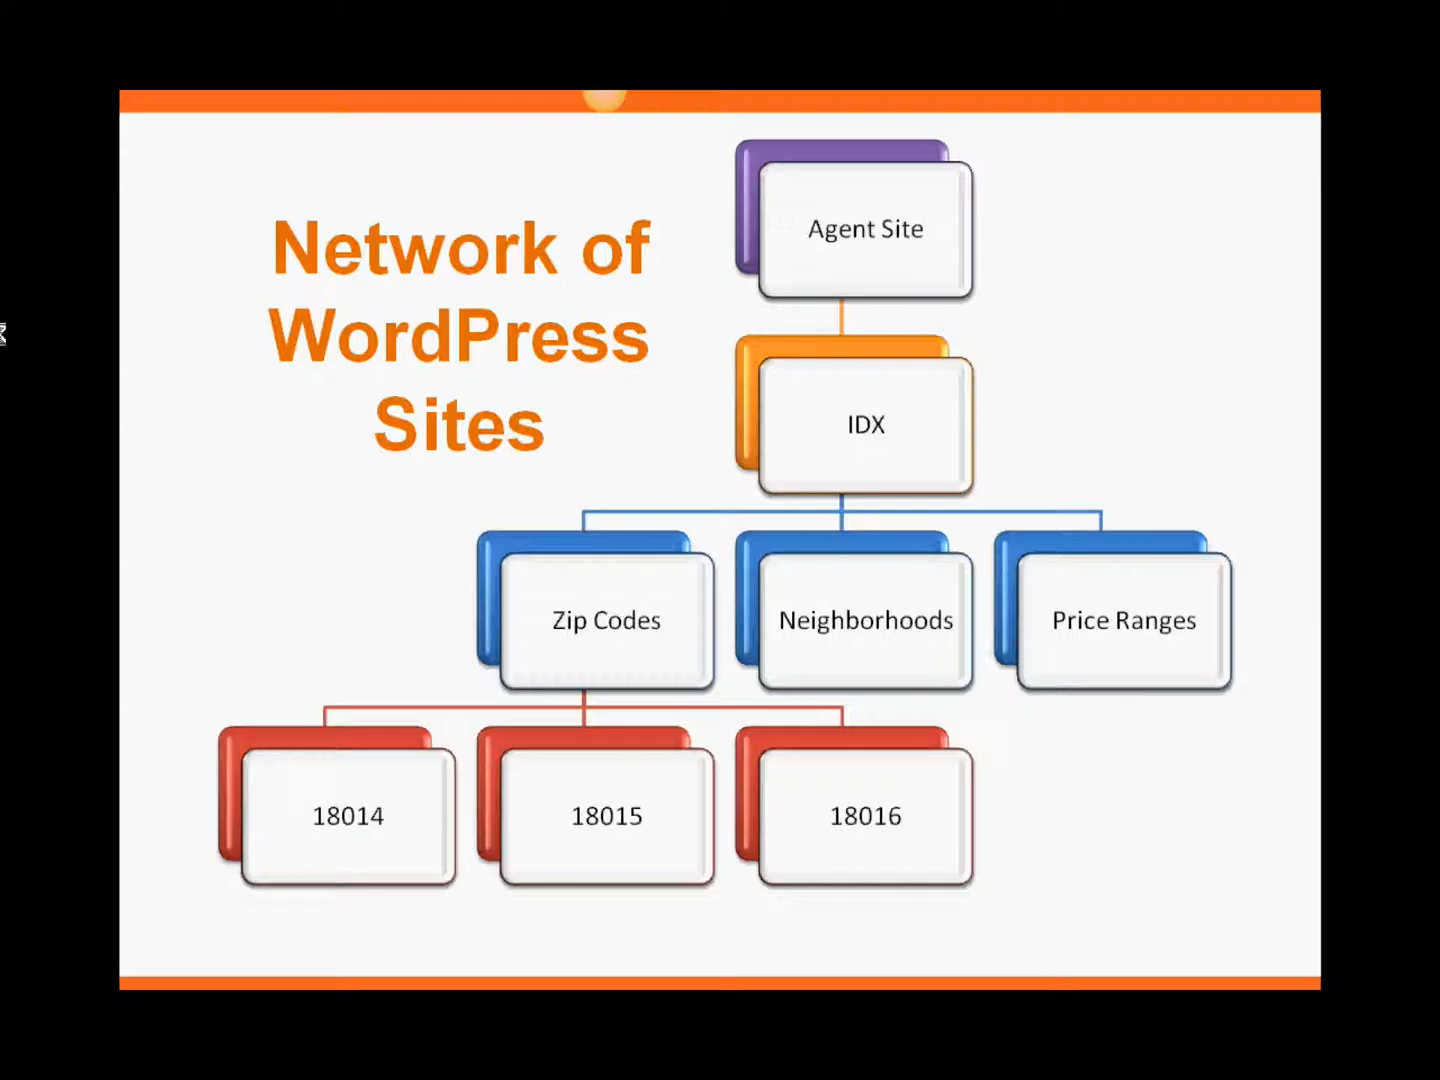 Network of
WordPress
Sites
Agent Site
IDX
Zip Codes
Neighborhoods
Price Ranges
18014
18015
18016